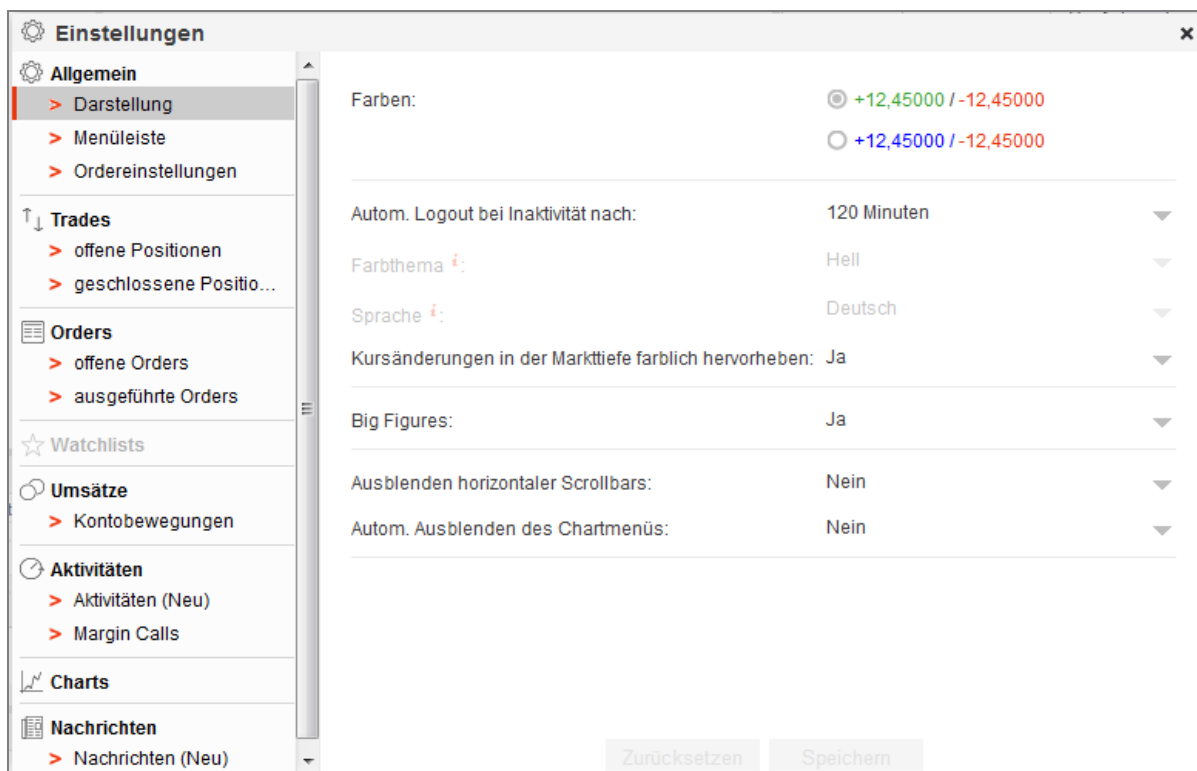 Einstellungen
Allgemein
> Darstellung
> Menüleiste
> Ordereinstellungen
Trades
> offene Positionen
> geschlossene Positio...
Orders
> offene Orders
> ausgeführte Orders
Watchlists
Umsätze
> Kontobewegungen
Aktivitäten
> Aktivitäten (Neu)
> Margin Calls
Charts
Nachrichten
> Nachrichten (Neu)
Farben:
+12,45000 / -12,45000
+12,45000 / -12,45000
Autom. Logout bei Inaktivität nach: 120 Minuten
Farbthema i: Hell
Sprache i: Deutsch
Kursänderungen in der Markttiefe farblich hervorheben: Ja
Big Figures: Ja
Ausblenden horizontaler Scrollbars: Nein
Autom. Ausblenden des Chartmenüs: Nein
Zurücksetzen Speichern